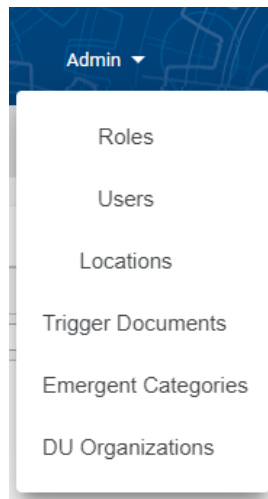 Admin
Roles
Users
Locations
Trigger Documents
Emergent Categories
DU Organizations